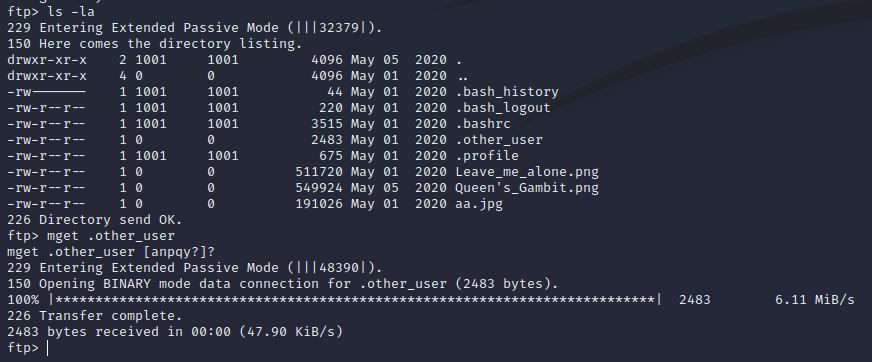 ftp> ls -la
229 Entering Extended Passive Mode (|||32379|).
150 Here comes the directory listing.
drwxr-xr-x    2 1001     1001         4096 May 05  2020 .
drwxr-xr-x    4 0        0            4096 May 01  2020 ..
-rw-------    1 1001     1001           44 May 01  2020 .bash_history
-rw-r--r--    1 1001     1001          220 May 01  2020 .bash_logout
-rw-r--r--    1 1001     1001         3515 May 01  2020 .bashrc
-rw-r--r--    1 0        0            2483 May 01  2020 .other_user
-rw-r--r--    1 1001     1001          675 May 01  2020 .profile
-rw-r--r--    1 0        0          511720 May 01  2020 Leave_me_alone.png
-rw-r--r--    1 0        0          549924 May 05  2020 Queen's_Gambit.png
-rw-r--r--    1 0        0          191026 May 01  2020 aa.jpg
226 Directory send OK.
ftp> mget .other_user
mget .other_user [anpqy?]?
229 Entering Extended Passive Mode (|||48390|).
150 Opening BINARY mode data connection for .other_user (2483 bytes).
100% |***************************************************************************|  2483        6.11 MiB/s
226 Transfer complete.
2483 bytes received in 00:00 (47.90 KiB/s)
ftp>